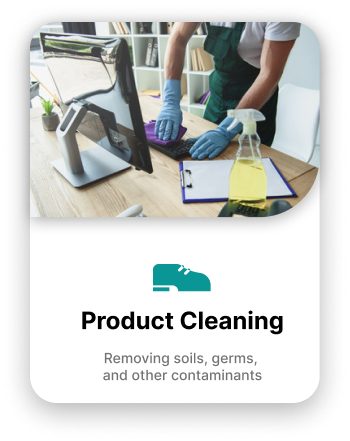 Product Cleaning
Removing soils, germs,
and other contaminants